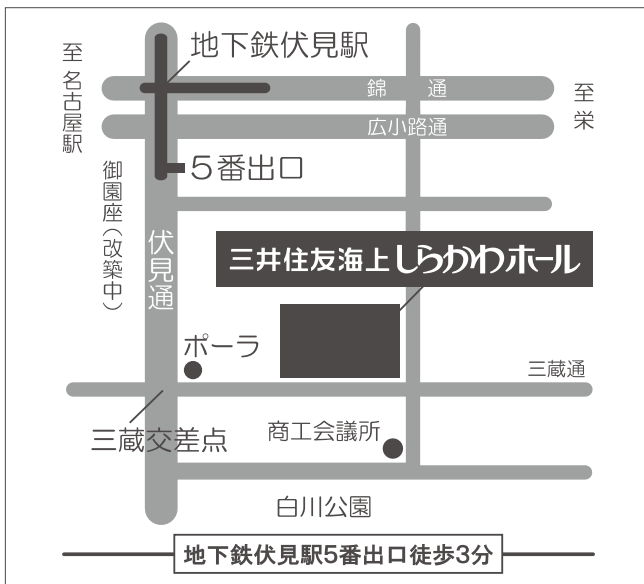 地下鉄伏見駅
至 名古屋駅
錦　通
至 栄
広小路通
5番出口
御園座(改築中)
伏見通
三井住友海上しらかわホール
ポーラ
三蔵通
三蔵交差点
商工会議所
白川公園
地下鉄伏見駅5番出口徒歩3分